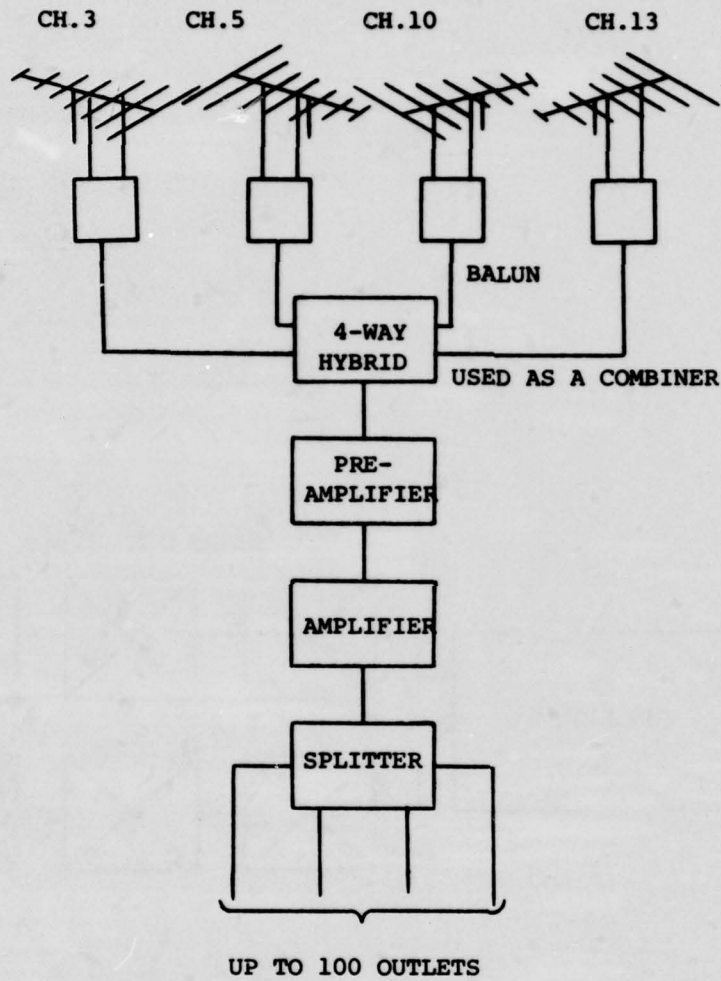 CH.3 CH.5 CH.10 CH.13
BALUN
4-WAY
HYBRID
USED AS A COMBINER
PRE-
AMPLIFIER
AMPLIFIER
SPLITTER
UP TO 100 OUTLETS